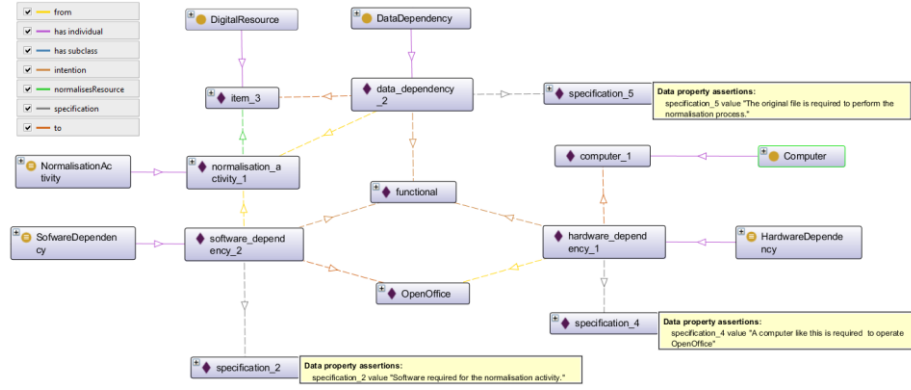 from
has individual
has subclass
intention
normalisesResource
specification
to
DigitalResource
DataDependency
item_3
data_dependency
_2
specification_5
Data property assertions:
specification_5 value "The original file is required to perform the
normalisation process."
NormalisationAc
tivity
normalisation_a
ctivity_1
computer_1
Computer
functional
SofwareDependen
cy
software_depend
ency_2
hardware_depend
ency_1
HardwareDepende
ncy
OpenOffice
specification_4
Data property assertions:
specification_4 value "A computer like this is required to operate
OpenOffice"
specification_2
Data property assertions:
specification_2 value "Software required for the normalisation activity."